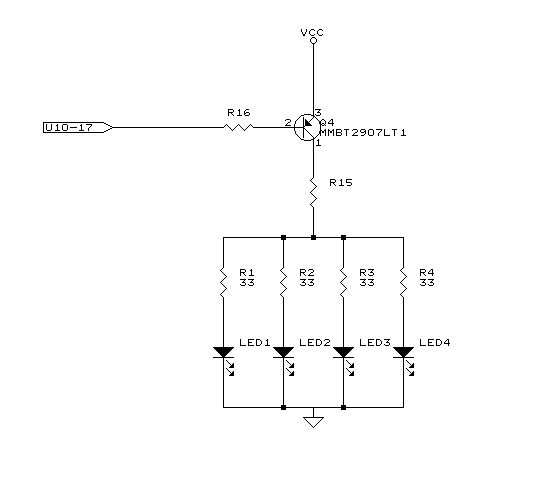 VCC
R16
3
U10-17
2
Q4
MMBT2907LT1
1
R15
R1 R2 R3 R4
33 33 33 33
LED1 LED2 LED3 LED4